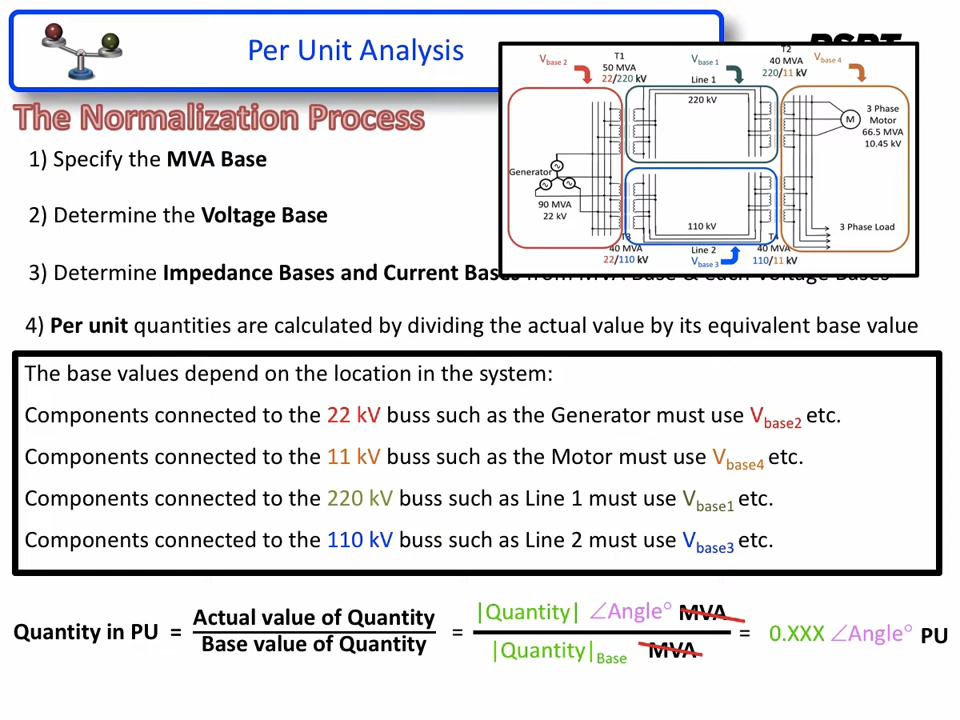 Per Unit Analysis
The Normalization Process
1) Specify the MVA Base
2) Determine the Voltage Base
3) Determine Impedance Bases and Current Bases from MVA Base & each Voltage Bases
4) Per unit quantities are calculated by dividing the actual value by its equivalent base value
Vbase 2
T1
50 MVA
22/220 kV
Vbase 1
Line 1
T2
40 MVA
220/11 kV
Vbase 4
220 kV
3 Phase
Motor
66.5 MVA
10.45 kV
M
Generator
90 MVA
22 kV
110 kV
3 Phase Load
T3
40 MVA
22/110 kV
Line 2
Vbase 3
T4
40 MVA
110/11 kV
The base values depend on the location in the system:
Components connected to the 22 kV buss such as the Generator must use Vbase2 etc.
Components connected to the 11 kV buss such as the Motor must use Vbase4 etc.
Components connected to the 220 kV buss such as Line 1 must use Vbase1 etc.
Components connected to the 110 kV buss such as Line 2 must use Vbase3 etc.
Quantity in PU = Actual value of Quantity
Base value of Quantity
= |Quantity| ∠Angle° MVA
|Quantity|Base MVA
= 0.XXX ∠Angle° PU